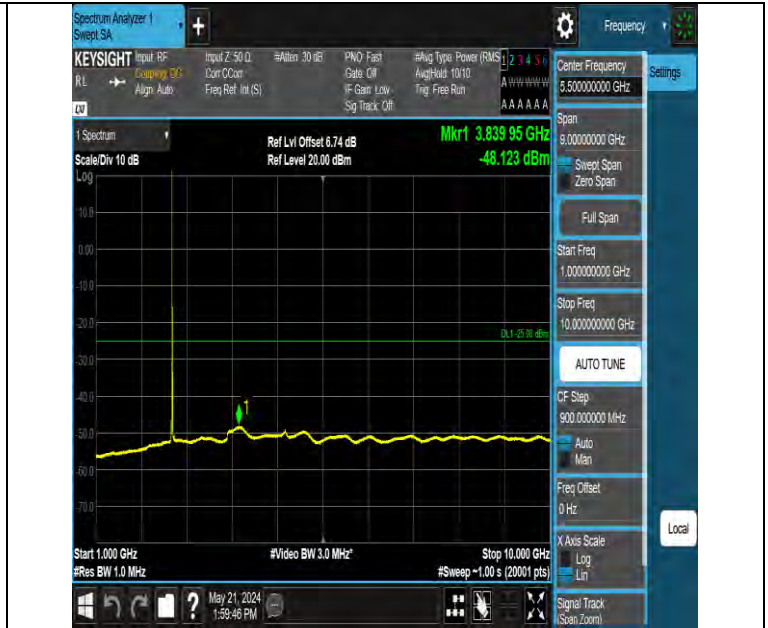 Spectrum Analyzer 1
Swept SA
+
Frequency
KEYSIGHT
RL
LXI
Input: RF
Coupling: DC
Align: Auto
Input Z: 50 Ω
Corr CCorr
Freq Ref: Int (S)
#Atten: 30 dB
PNO: Fast
Gate: Off
IF Gain: Low
Sig Track: Off
#Avg Type: Power (RMS
Avg|Hold: 10/10
Trig: Free Run
1 2 3 4 5 6
A W W W W W
A A A A A A
1 Spectrum
Scale/Div 10 dB
Log
Ref Lvl Offset 6.74 dB
Ref Level 20.00 dBm
Mkr1 3.839 95 GHz
-48.123 dBm
10.0
0.00
-10.0
-20.0
-30.0
-40.0
-50.0
-60.0
-70.0
DL1 -25.00 dBm
1
Start 1.000 GHz
#Res BW 1.0 MHz
#Video BW 3.0 MHz*
Stop 10.000 GHz
#Sweep ~1.00 s (20001 pts)
?
May 21, 2024
1:59:46 PM
Center Frequency
5.500000000 GHz
Settings
Span
9.00000000 GHz
Swept Span
Zero Span
Full Span
Start Freq
1.000000000 GHz
Stop Freq
10.000000000 GHz
AUTO TUNE
CF Step
900.000000 MHz
Auto
Man
Freq Offset
0 Hz
X Axis Scale
Log
Lin
Local
Signal Track
(Span Zoom)